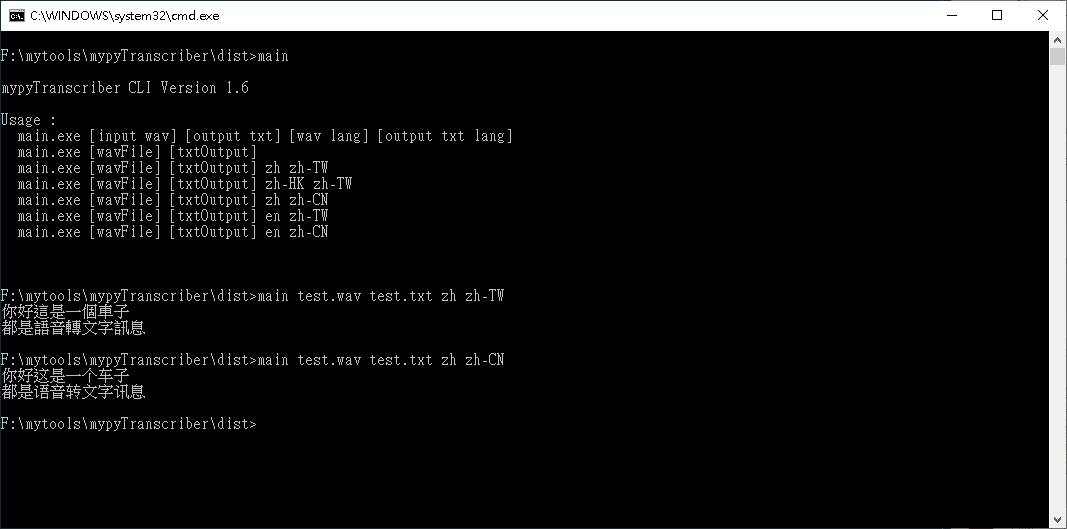 C:\WINDOWS\system32\cmd.exe
F:\mytools\mypyTranscriber\dist>main
mypyTranscriber CLI Version 1.6
Usage :
  main.exe [input wav] [output txt] [wav lang] [output txt lang]
  main.exe [wavFile] [txtOutput]
  main.exe [wavFile] [txtOutput] zh zh-TW
  main.exe [wavFile] [txtOutput] zh-HK zh-TW
  main.exe [wavFile] [txtOutput] zh zh-CN
  main.exe [wavFile] [txtOutput] en zh-TW
  main.exe [wavFile] [txtOutput] en zh-CN
F:\mytools\mypyTranscriber\dist>main test.wav test.txt zh zh-TW
你好這是一個車子
都是語音轉文字訊息
F:\mytools\mypyTranscriber\dist>main test.wav test.txt zh zh-CN
你好这是一个车子
都是语音转文字讯息
F:\mytools\mypyTranscriber\dist>